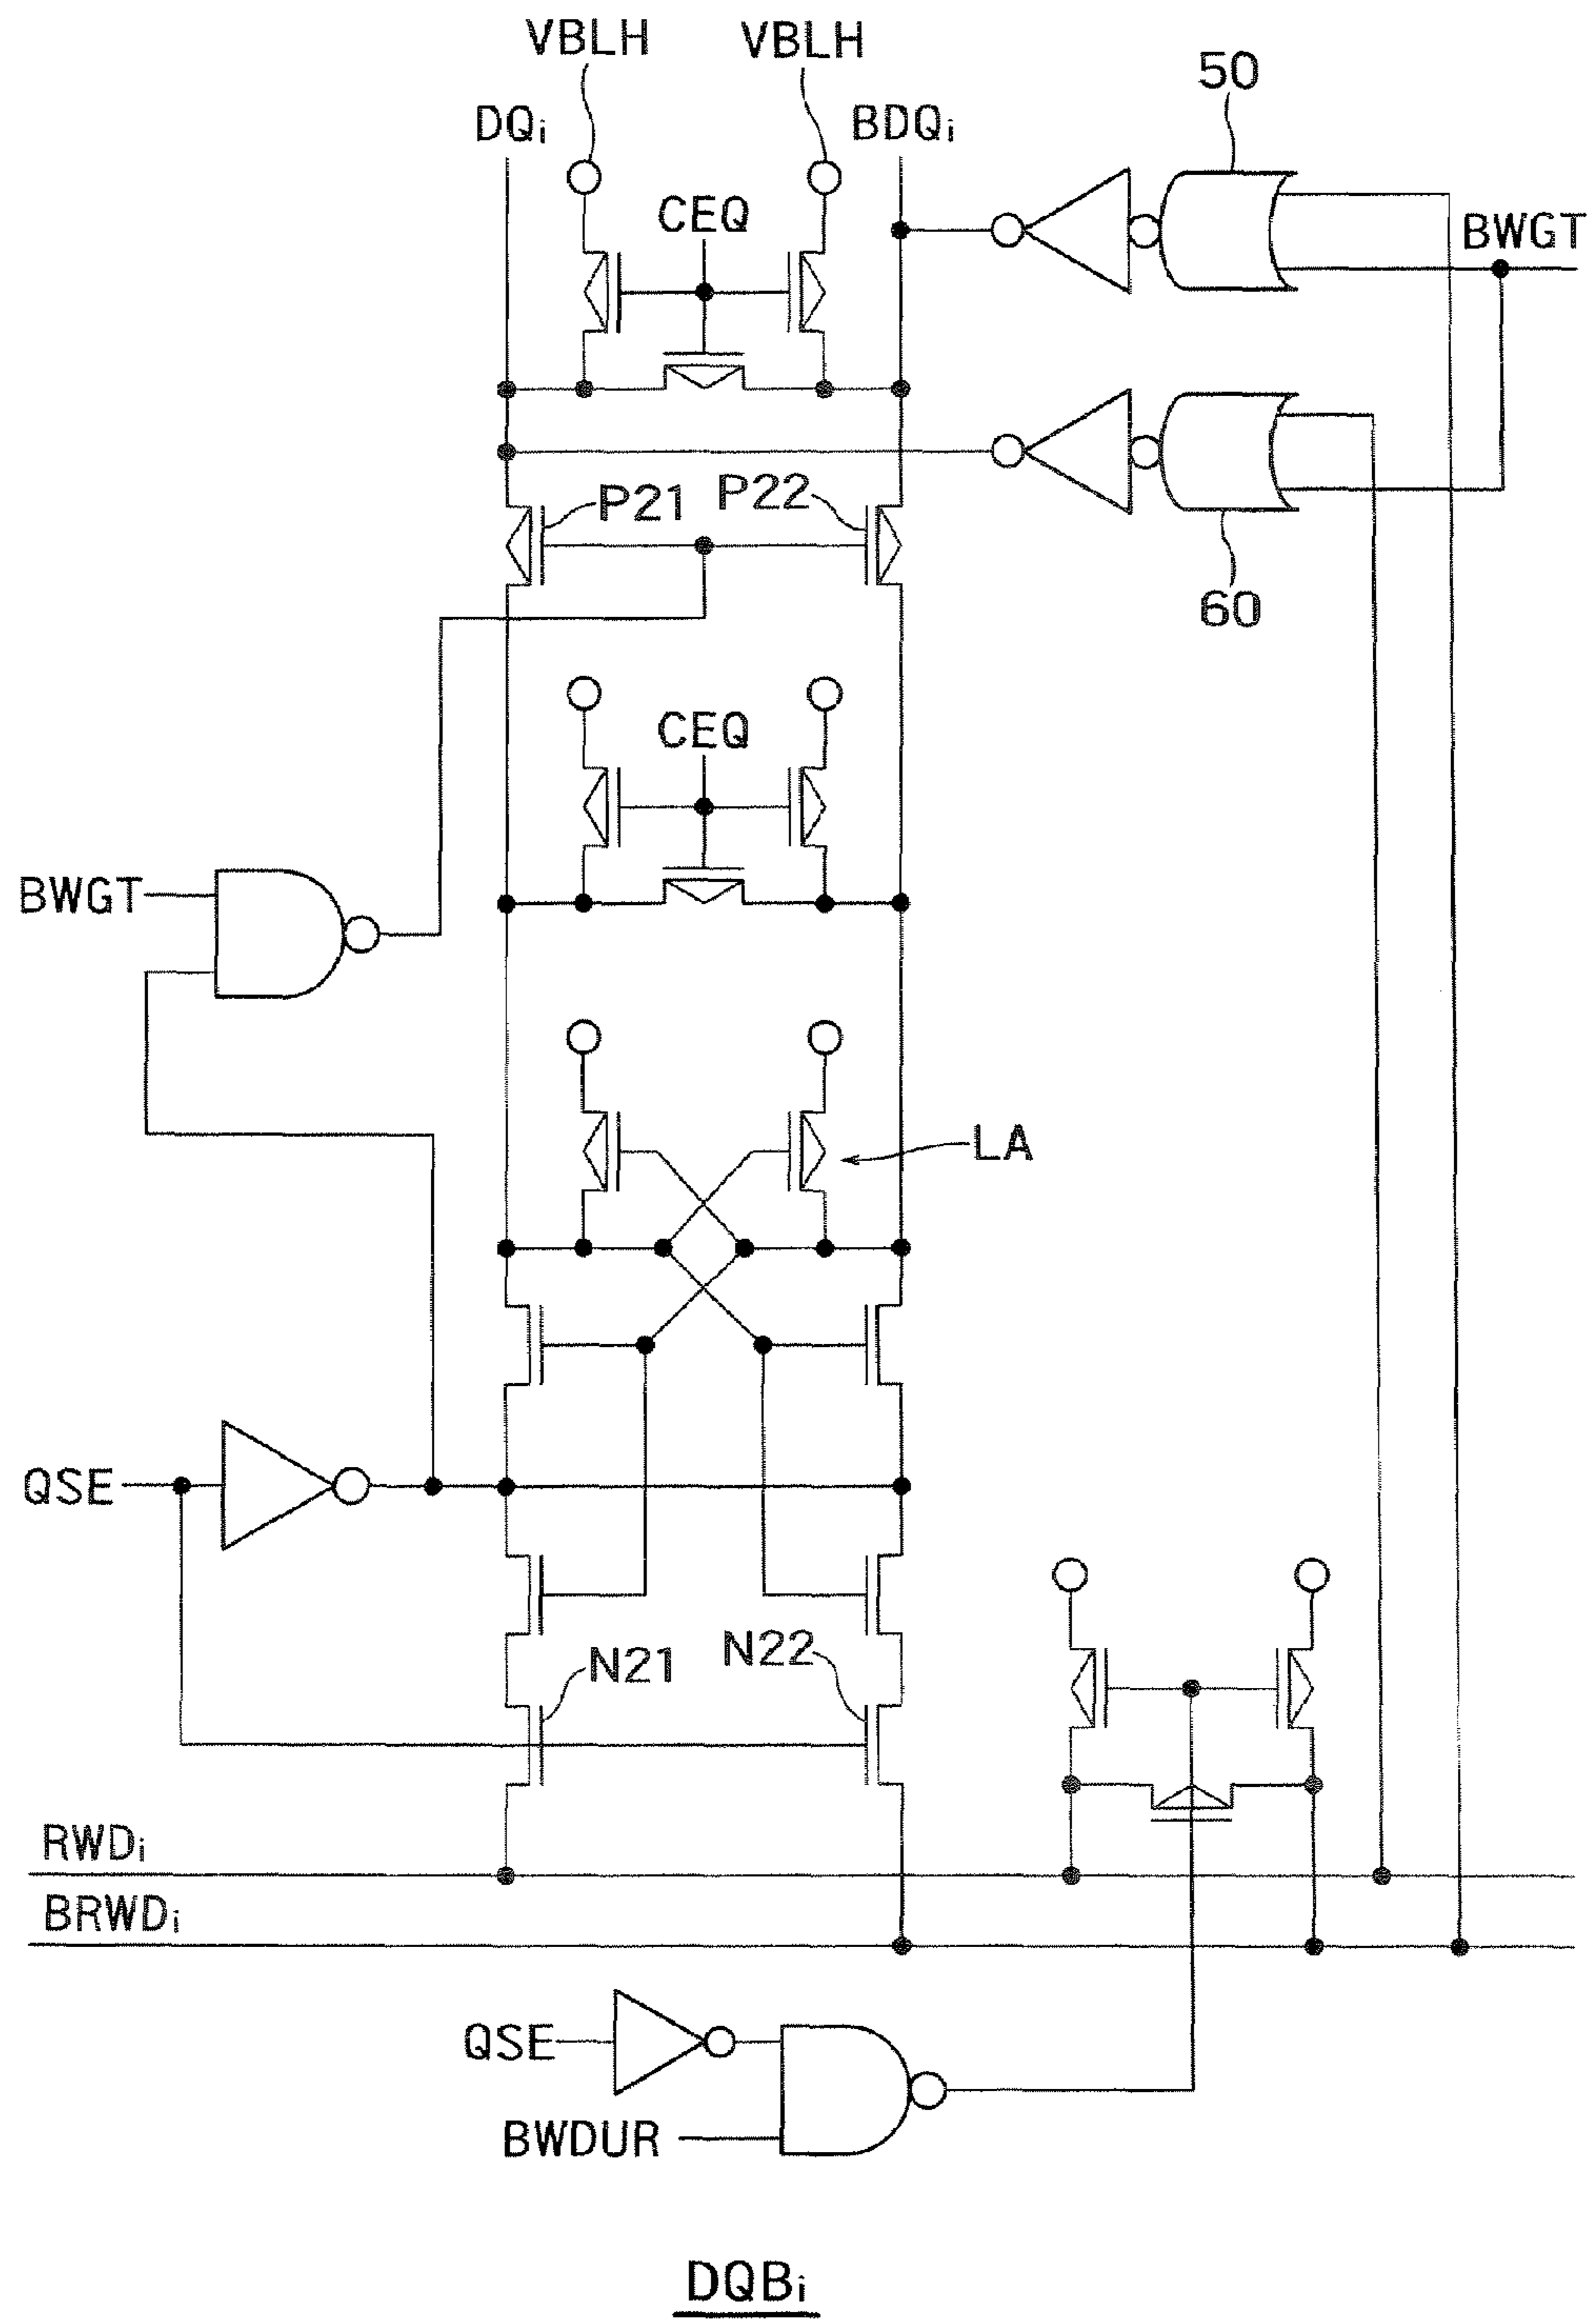 VBLH VBLH
50
DQi BDQi
CEQ
BWGT
P21 P22
60
CEQ
BWGT
LA
QSE
N21 N22
RWDi
BRWDi
QSE
BWDUR
DQBi